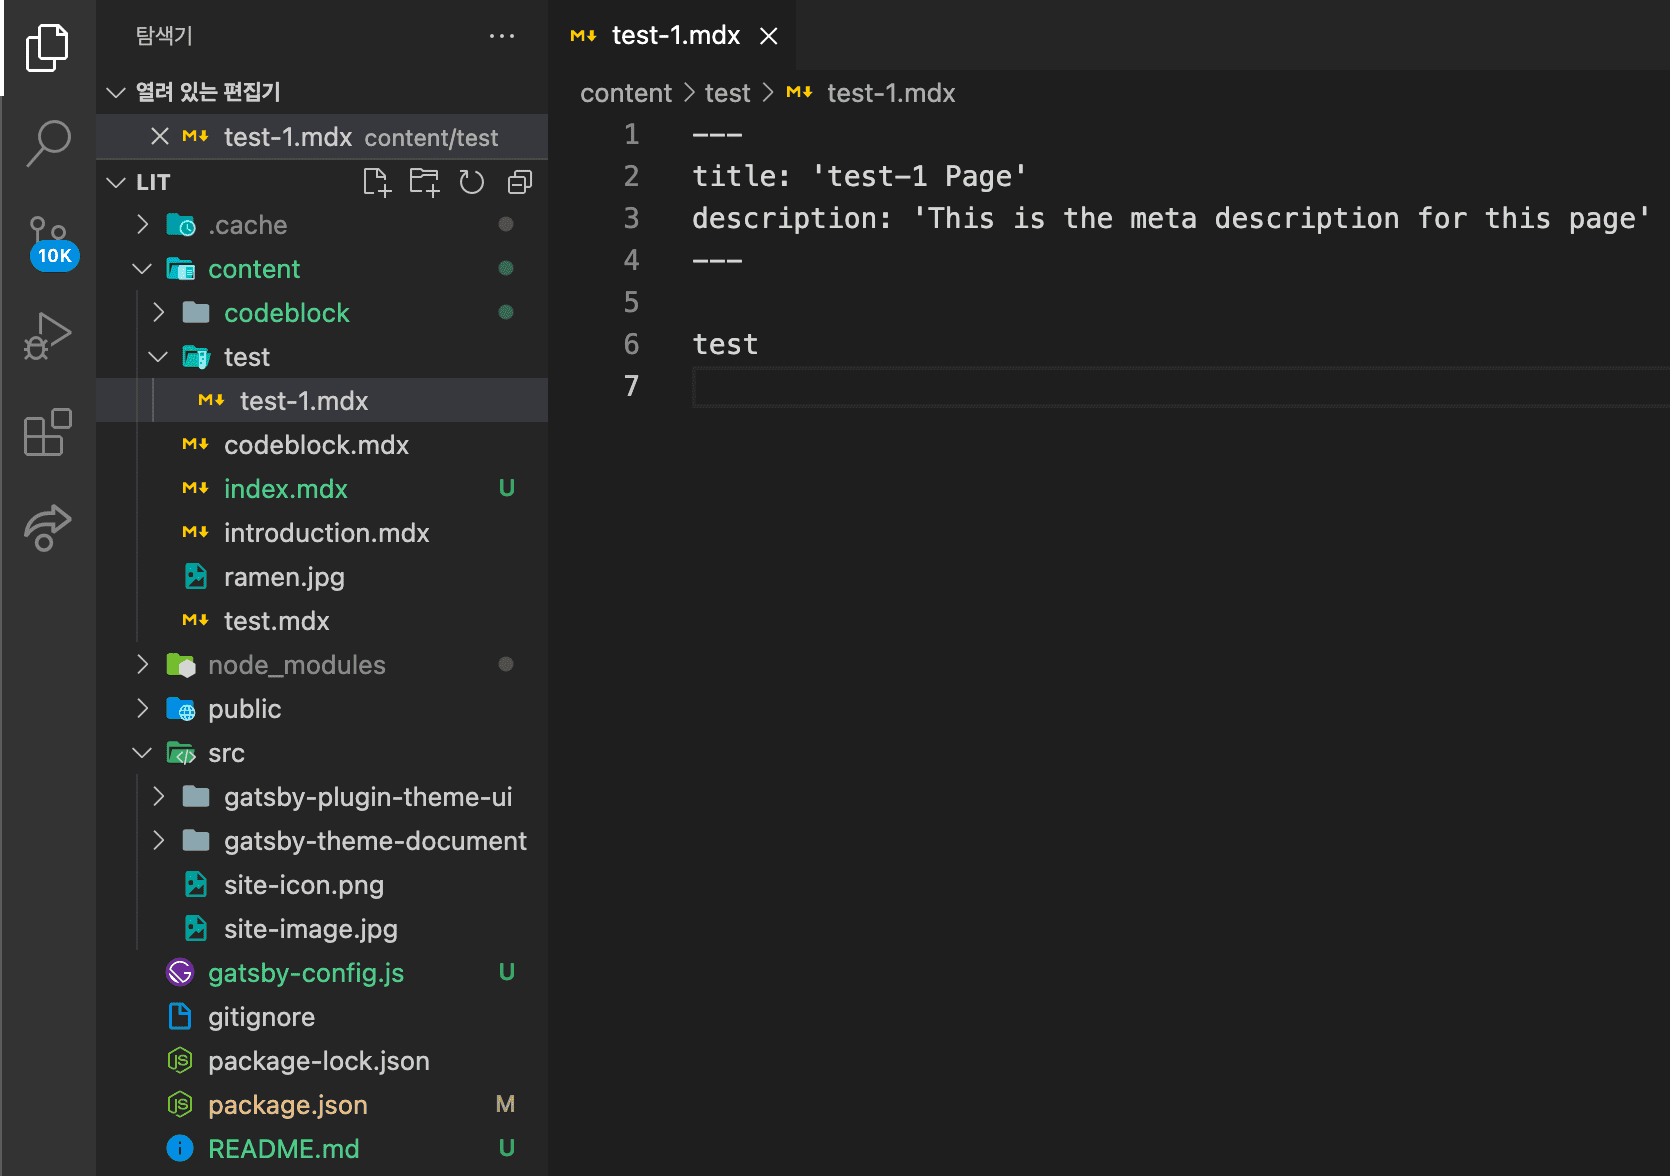 탐색기
열려 있는 편집기
test-1.mdx content/test
LIT
.cache
content
codeblock
test
test-1.mdx
codeblock.mdx
index.mdx U
introduction.mdx
ramen.jpg
test.mdx
node_modules
public
src
gatsby-plugin-theme-ui
gatsby-theme-document
site-icon.png
site-image.jpg
gatsby-config.js U
gitignore
package-lock.json
package.json M
README.md U
10K
test-1.mdx
content > test > test-1.mdx
1 ---
2 title: 'test-1 Page'
3 description: 'This is the meta description for this page'
4 ---
5
6 test
7